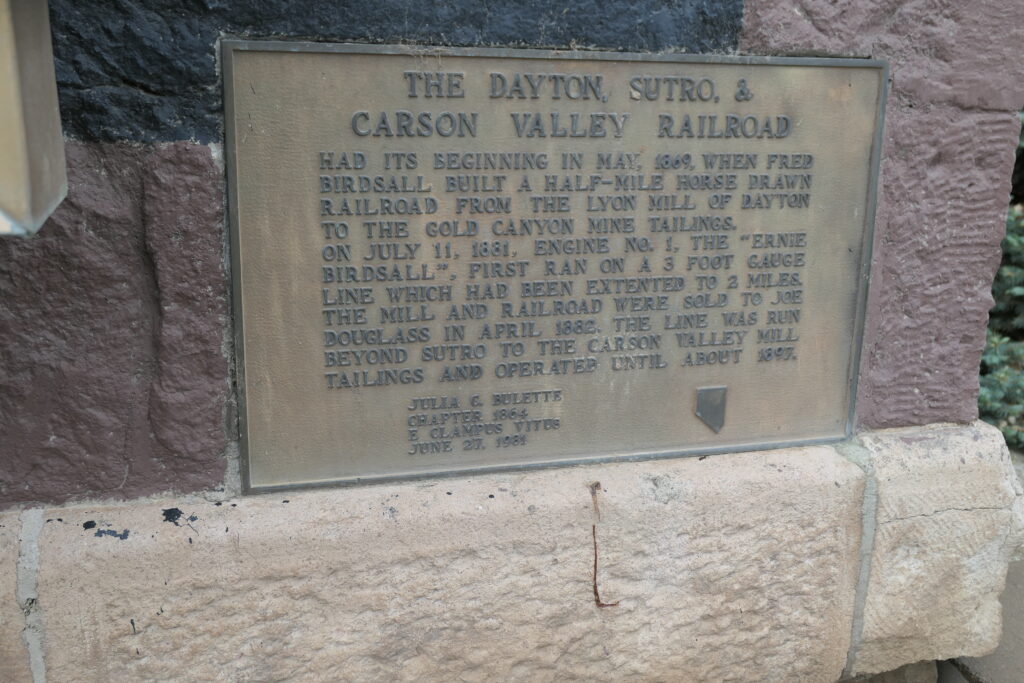 THE DAYTON, SUTRO, &
CARSON VALLEY RAILROAD
HAD ITS BEGINNING IN MAY, 1869, WHEN FRED
BIRDSALL BUILT A HALF-MILE HORSE DRAWN
RAILROAD FROM THE LYON MILL OF DAYTON
TO THE GOLD CANYON MINE TAILINGS.
ON JULY 11, 1881, ENGINE NO. 1, THE "ERNIE
BIRDSALL", FIRST RAN ON A 3 FOOT GAUGE
LINE WHICH HAD BEEN EXTENTED TO 2 MILES.
THE MILL AND RAILROAD WERE SOLD TO JOE
DOUGLASS IN APRIL 1882. THE LINE WAS RUN
BEYOND SUTRO TO THE CARSON VALLEY MILL
TAILINGS AND OPERATED UNTIL ABOUT 1897.
JULIA C. BULETTE
CHAPTER 1864
E CLAMPUS VITUS
JUNE 27, 1981